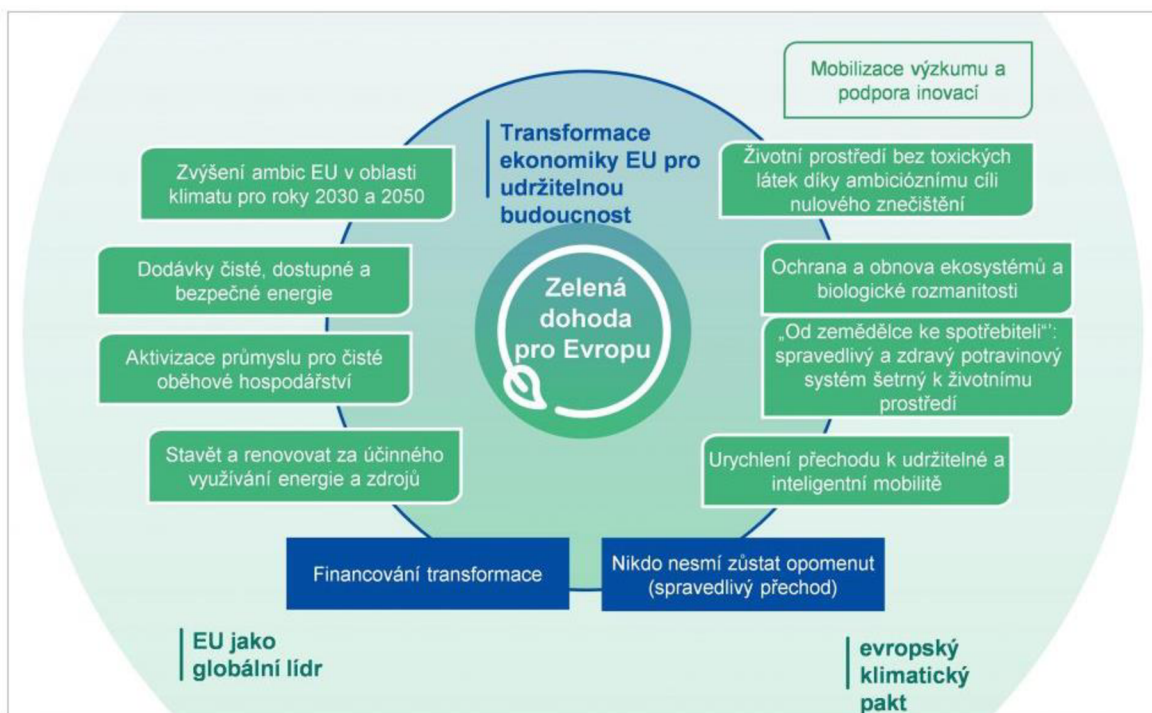 Mobilizace výzkumu a
podpora inovací
Transformace
ekonomiky EU pro
udržitelnou
budoucnost
Zvýšení ambic EU v oblasti
klimatu pro roky 2030 a 2050
Životní prostředí bez toxických
látek díky ambicióznímu cíli
nulového znečištění
Dodávky čisté, dostupné a
bezpečné energie
Zelená
dohoda
pro Evropu
Ochrana a obnova ekosystémů a
biologické rozmanitosti
Aktivizace průmyslu pro čisté
oběhové hospodářství
„Od zemědělce ke spotřebiteli“':
spravedlivý a zdravý potravinový
systém šetrný k životnímu
prostředí
Stavět a renovovat za účinného
využívání energie a zdrojů
Urychlení přechodu k udržitelné a
inteligentní mobilitě
Financování transformace
Nikdo nesmí zůstat opomenut
(spravedlivý přechod)
EU jako
globální lídr
evropský
klimatický
pakt